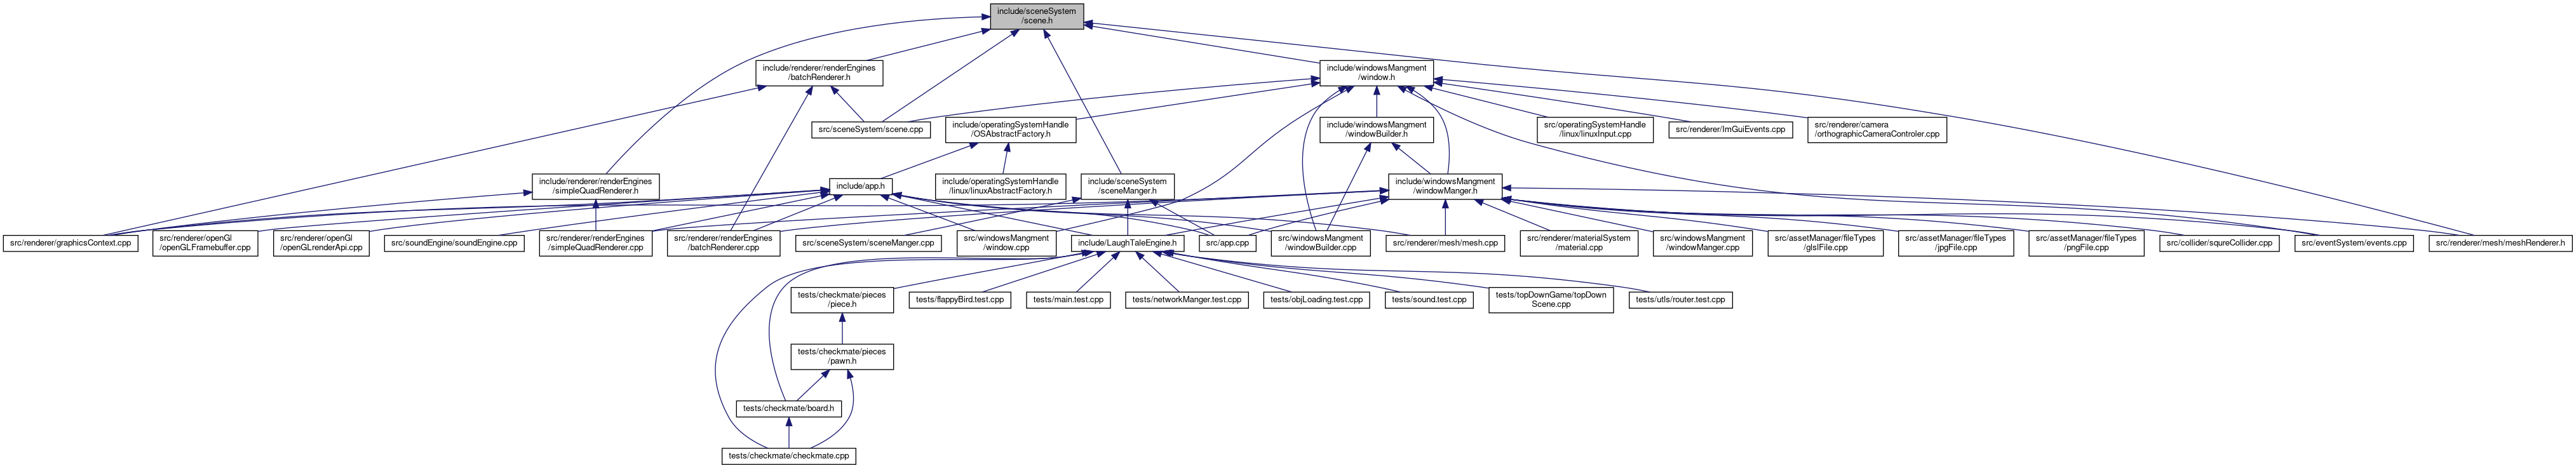 include/sceneSystem
/scene.h
include/renderer/renderEngines
/batchRenderer.h
include/windowsMangment
/window.h
src/sceneSystem/scene.cpp
include/operatingSystemHandle
/OSAbstractFactory.h
include/windowsMangment
/windowBuilder.h
src/operatingSystemHandle
/linux/linuxInput.cpp
src/renderer/ImGuiEvents.cpp
src/renderer/camera
/orthographicCameraControler.cpp
include/renderer/renderEngines
/simpleQuadRenderer.h
include/app.h
include/operatingSystemHandle
/linux/linuxAbstractFactory.h
include/sceneSystem
/sceneManger.h
include/windowsMangment
/windowManger.h
src/renderer/graphicsContext.cpp
src/renderer/openGl
/openGLFramebuffer.cpp
src/renderer/openGl
/openGLrenderApi.cpp
src/soundEngine/soundEngine.cpp
src/renderer/renderEngines
/simpleQuadRenderer.cpp
src/renderer/renderEngines
/batchRenderer.cpp
src/sceneSystem/sceneManger.cpp
src/windowsMangment
/window.cpp
include/LaughTaleEngine.h
src/app.cpp
src/windowsMangment
/windowBuilder.cpp
src/renderer/mesh/mesh.cpp
src/renderer/materialSystem
/material.cpp
src/windowsMangment
/windowManger.cpp
src/assetManager/fileTypes
/glslFile.cpp
src/assetManager/fileTypes
/jpgFile.cpp
src/assetManager/fileTypes
/pngFile.cpp
src/collider/squreCollider.cpp
src/eventSystem/events.cpp
src/renderer/mesh/meshRenderer.h
tests/checkmate/pieces
/piece.h
tests/flappyBird.test.cpp
tests/main.test.cpp
tests/networkManger.test.cpp
tests/objLoading.test.cpp
tests/sound.test.cpp
tests/topDownGame/topDown
Scene.cpp
tests/utls/router.test.cpp
tests/checkmate/pieces
/pawn.h
tests/checkmate/board.h
tests/checkmate/checkmate.cpp